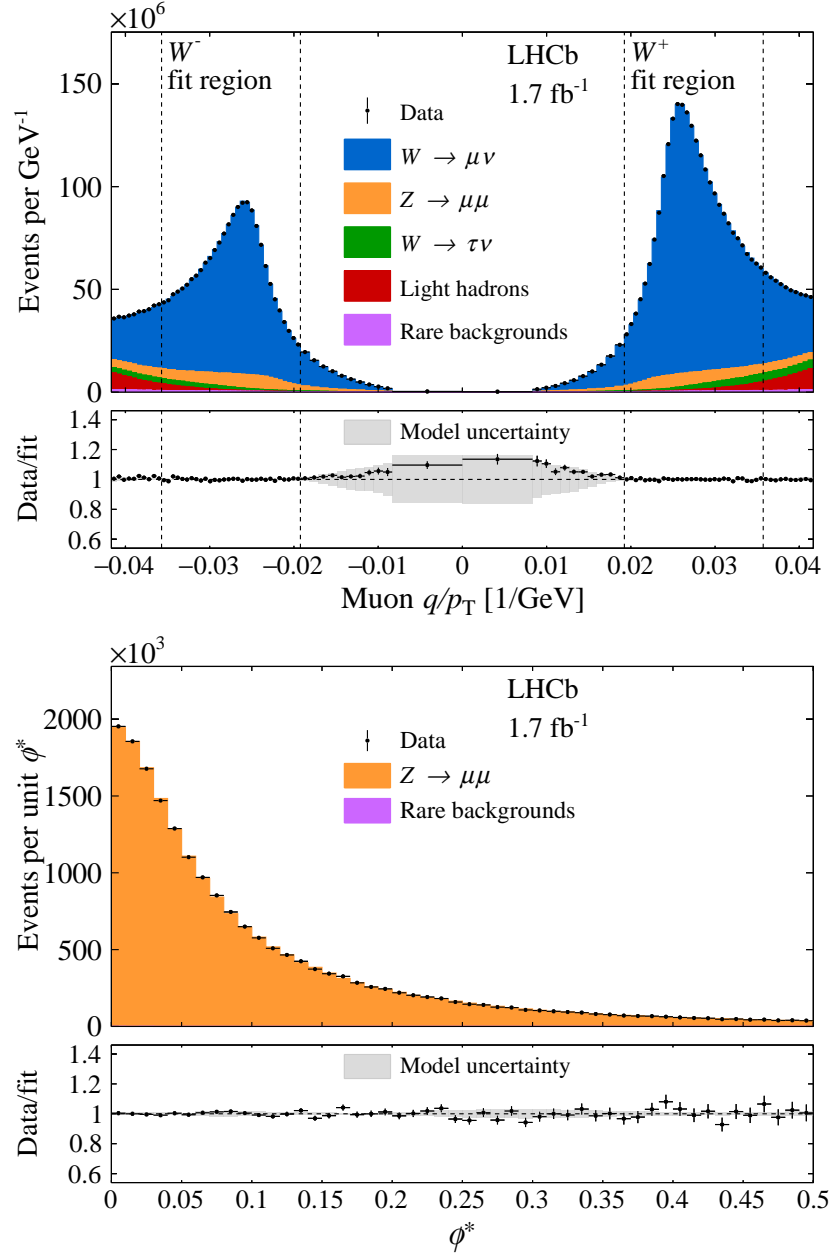 ×10⁶
W⁻
fit region
LHCb
1.7 fb⁻¹
W⁺
fit region
Data
W → μν
Z → μμ
W → τν
Light hadrons
Rare backgrounds
Events per GeV⁻¹
150
100
50
0
Model uncertainty
Data/fit
1.4
1.2
1
0.8
0.6
−0.04 −0.03 −0.02 −0.01 0 0.01 0.02 0.03 0.04
Muon q/p_T [1/GeV]
×10³
LHCb
1.7 fb⁻¹
Data
Z → μμ
Rare backgrounds
Events per unit ϕ*
2000
1500
1000
500
0
Model uncertainty
Data/fit
1.4
1.2
1
0.8
0.6
0 0.05 0.1 0.15 0.2 0.25 0.3 0.35 0.4 0.45 0.5
ϕ*